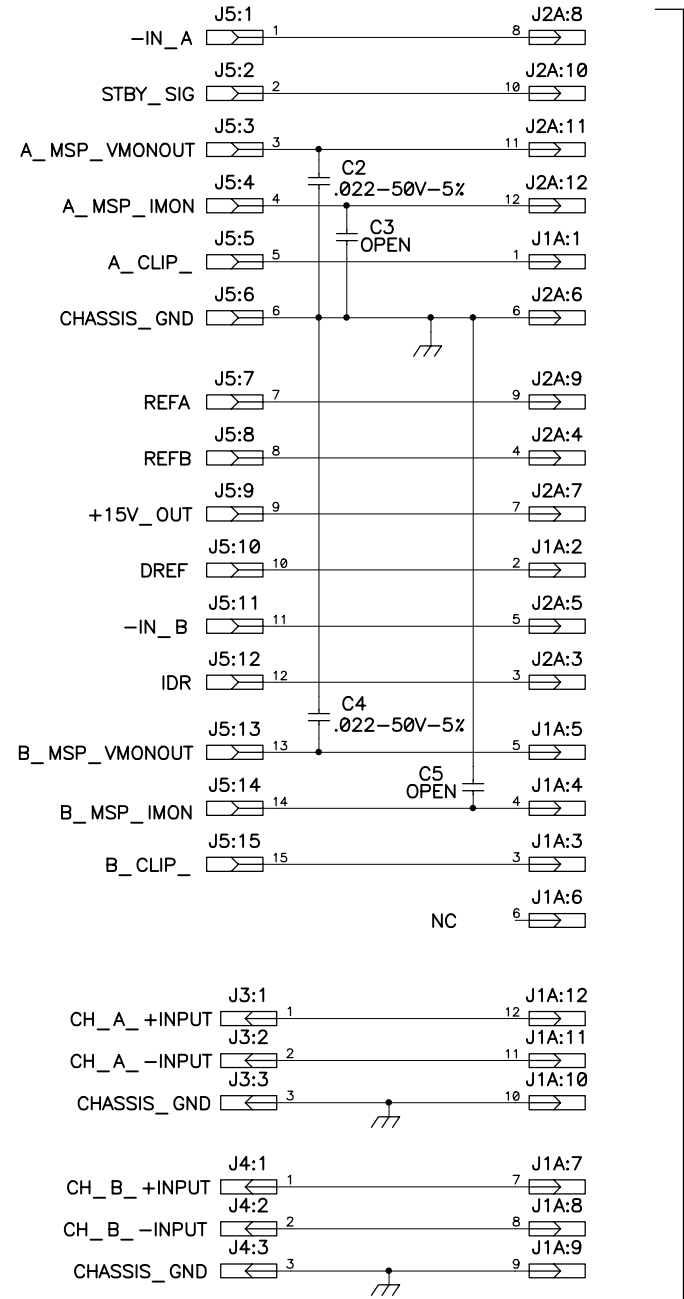 J5:1 J2A:8
-IN_A 1 8
J5:2 J2A:10
STBY_SIG 2 10
J5:3 J2A:11
A_MSP_VMONOUT 3 11
C2
.022-50V-5%
J5:4 J2A:12
A_MSP_IMON 4 12
C3
OPEN
J5:5 J1A:1
A_CLIP_ 5 1
J5:6 J2A:6
CHASSIS_GND 6 6
J5:7 J2A:9
REFA 7 9
J5:8 J2A:4
REFB 8 4
J5:9 J2A:7
+15V_OUT 9 7
J5:10 J1A:2
DREF 10 2
J5:11 J2A:5
-IN_B 11 5
J5:12 J2A:3
IDR 12 3
C4
.022-50V-5%
J5:13 J1A:5
B_MSP_VMONOUT 13 5
C5
OPEN
J5:14 J1A:4
B_MSP_IMON 14 4
J5:15 J1A:3
B_CLIP_ 15 3
J1A:6
NC 6
J3:1 J1A:12
CH_A_+INPUT 1 12
J3:2 J1A:11
CH_A_-INPUT 2 11
J3:3 J1A:10
CHASSIS_GND 3 10
J4:1 J1A:7
CH_B_+INPUT 1 7
J4:2 J1A:8
CH_B_-INPUT 2 8
J4:3 J1A:9
CHASSIS_GND 3 9